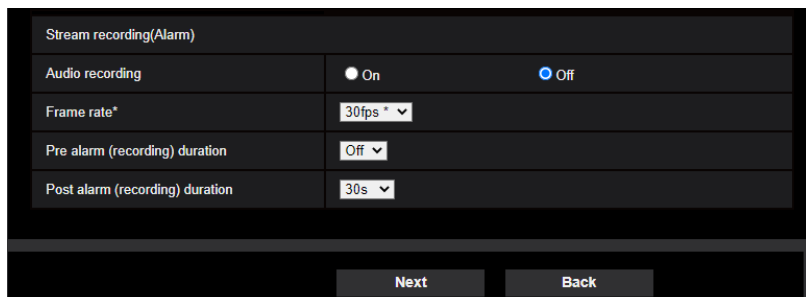 Stream recording(Alarm)
Audio recording On Off
Frame rate* 30fps *
Pre alarm (recording) duration Off
Post alarm (recording) duration 30s
Next Back